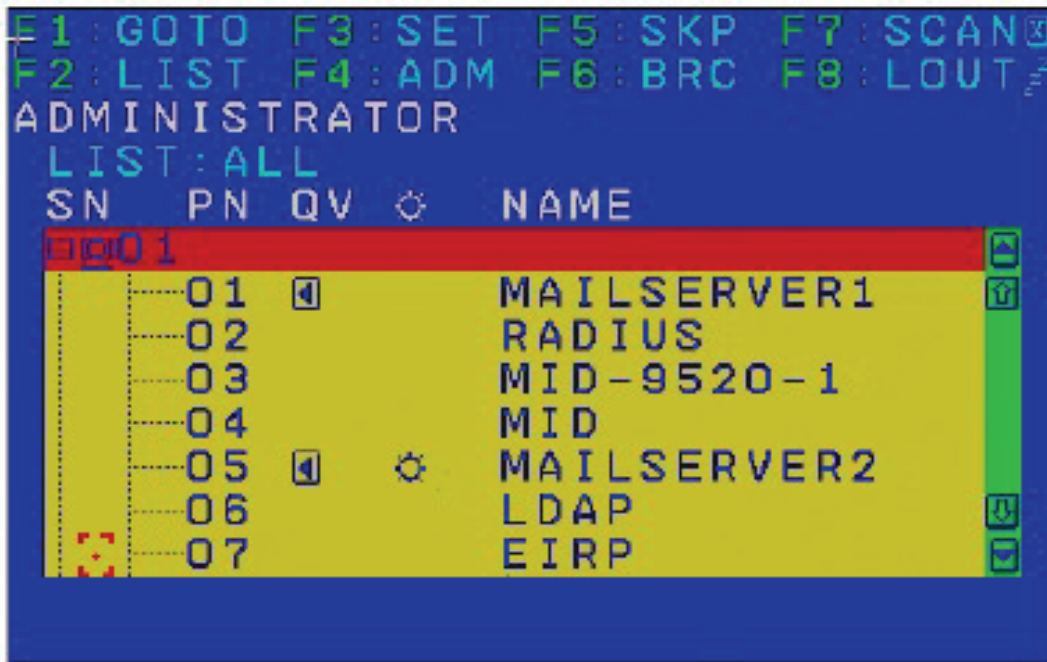 F1:GOTO F3:SET F5:SKP F7:SCAN
F2:LIST F4:ADM F6:BRC F8:LOUT
ADMINISTRATOR
LIST:ALL
SN PN QV NAME
01
01 MAILSERVER1
02 RADIUS
03 MID-9520-1
04 MID
05 MAILSERVER2
06 LDAP
07 EIRP